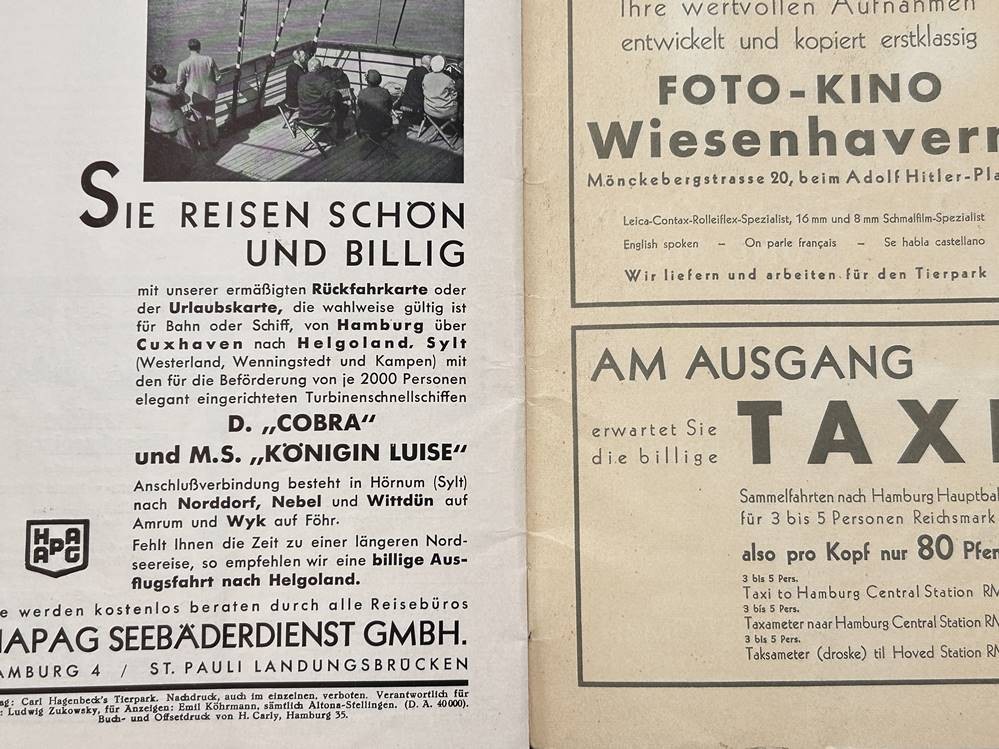 SIE REISEN SCHÖN
UND BILLIG
mit unserer ermäßigten Rückfahrkarte oder
der Urlaubskarte, die wahlweise gültig ist
für Bahn oder Schiff, von Hamburg über
Cuxhaven nach Helgoland, Sylt
(Westerland, Wenningstedt und Kampen) mit
den für die Beförderung von je 2000 Personen
elegant eingerichteten Turbinenschnellschiffen
D. „COBRA“
und M.S. „KÖNIGIN LUISE“
Anschlußverbindung besteht in Hörnum (Sylt)
nach Norddorf, Nebel und Wittdün auf
Amrum und Wyk auf Föhr.
Fehlt Ihnen die Zeit zu einer längeren Nord-
seereise, so empfehlen wir eine billige Aus-
flugsfahrt nach Helgoland.
HAPAG
werden kostenlos beraten durch alle Reisebüros
HAPAG SEEBÄDERDIENST GMBH.
HAMBURG 4 / ST. PAULI LANDUNGSBRÜCKEN
Carl Hagenbeck's Tierpark. Nachdruck, auch im einzelnen, verboten. Verantwortlich für
Ludwig Zukowsky, für Anzeigen: Emil Köhrmann, sämtlich Altona-Stellingen. (D. A. 40000).
Buch- und Offsetdruck von H. Carly, Hamburg 35.
Ihre wertvollen Aufnahmen
entwickelt und kopiert erstklassig
FOTO-KINO
Wiesenhavern
Mönckebergstrasse 20, beim Adolf Hitler-Pla
Leica-Contax-Rolleiflex-Spezialist, 16 mm und 8 mm Schmalfilm-Spezialist
English spoken — On parle français — Se habla castellano
Wir liefern und arbeiten für den Tierpark
AM AUSGANG
erwartet Sie
die billige
TAXI
Sammelfahrten nach Hamburg Hauptba
für 3 bis 5 Personen Reichsmark
also pro Kopf nur 80 Pfen
3 bis 5 Pers.
Taxi to Hamburg Central Station RM
3 bis 5 Pers.
Taxameter naar Hamburg Central Station RM
3 bis 5 Pers.
Taksameter (droske) til Hoved Station RM